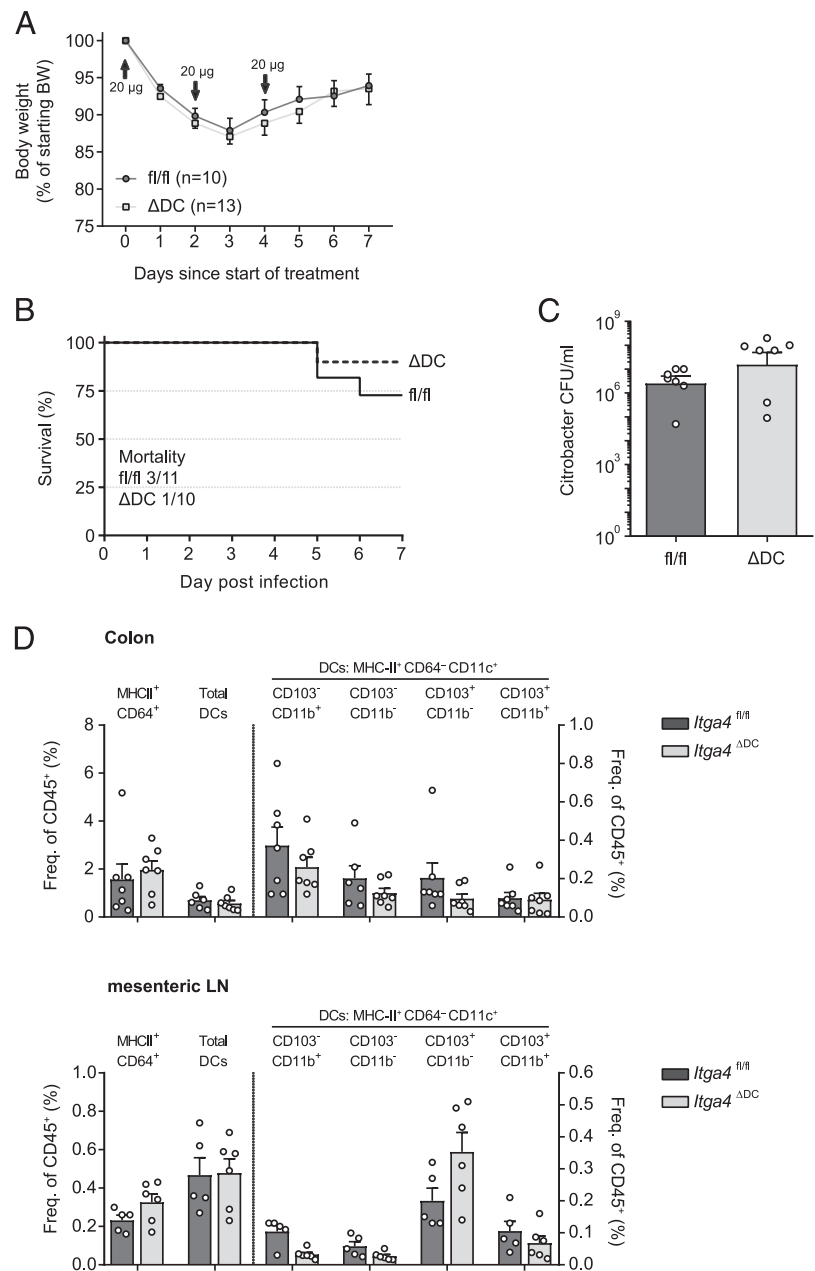 A
100
95
90
85
80
75
Body weight
(% of starting BW)
20 µg
20 µg
20 µg
fl/fl (n=10)
ΔDC (n=13)
0 1 2 3 4 5 6 7
Days since start of treatment
B
100
75
50
25
0
Survival (%)
ΔDC
fl/fl
Mortality
fl/fl 3/11
ΔDC 1/10
0 1 2 3 4 5 6 7
Day post infection
C
Citrobacter CFU/ml
10⁹
10⁶
10³
10⁰
fl/fl ΔDC
D
Colon
DCs: MHC-II⁺ CD64⁻ CD11c⁺
MHCII⁺ Total CD103⁻ CD103⁻ CD103⁺ CD103⁺
CD64⁺ DCs CD11b⁺ CD11b⁻ CD11b⁻ CD11b⁺
8
6
4
2
0
Freq. of CD45⁺ (%)
1.0
0.8
0.6
0.4
0.2
0.0
Freq. of CD45⁺ (%)
Itga4 fl/fl
Itga4 ΔDC
mesenteric LN
DCs: MHC-II⁺ CD64⁻ CD11c⁺
MHCII⁺ Total CD103⁻ CD103⁻ CD103⁺ CD103⁺
CD64⁺ DCs CD11b⁺ CD11b⁻ CD11b⁻ CD11b⁺
1.0
0.8
0.6
0.4
0.2
0.0
Freq. of CD45⁺ (%)
0.6
0.5
0.4
0.3
0.2
0.1
0.0
Freq. of CD45⁺ (%)
Itga4 fl/fl
Itga4 ΔDC